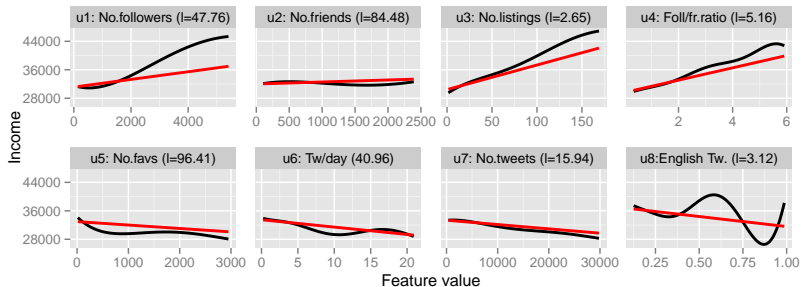 u1: No.followers (l=47.76) u2: No.friends (l=84.48) u3: No.listings (l=2.65) u4: Foll/fr.ratio (l=5.16)
44000
36000
28000
0 2000 4000 0 500 1000 1500 2000 0 50 100 150 2 4 6
u5: No.favs (l=96.41) u6: Tw/day (40.96) u7: No.tweets (l=15.94) u8:English Tw. (l=3.12)
44000
36000
28000
0 1000 2000 3000 0 5 10 15 20 0 10000 20000 30000 0.25 0.50 0.75 1.00
Income
Feature value